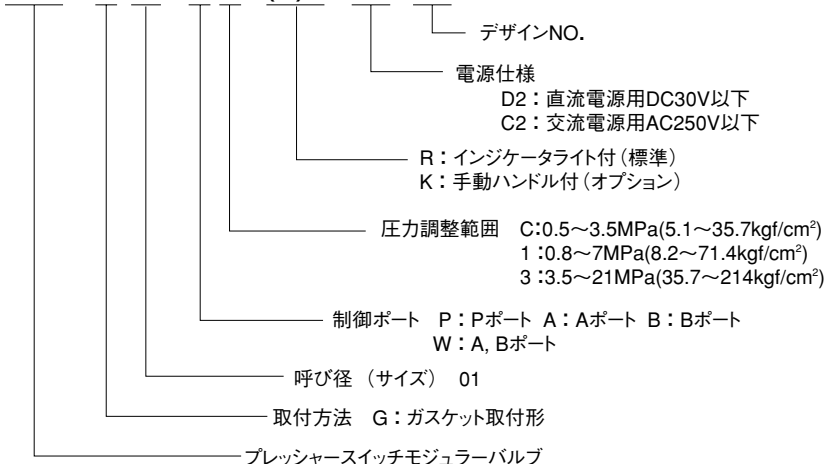 デザインNO.
電源仕様
D2：直流電源用DC30V以下
C2：交流電源用AC250V以下
R：インジケータライト付（標準）
K：手動ハンドル付（オプション）
圧力調整範囲 C:0.5〜3.5MPa(5.1〜35.7kgf/cm²)
1：0.8〜7MPa(8.2〜71.4kgf/cm²)
3：3.5〜21MPa(35.7〜214kgf/cm²)
制御ポート P：Pポート A：Aポート B：Bポート
W：A, Bポート
呼び径 （サイズ） 01
取付方法 G：ガスケット取付形
プレッシャースイッチモジュラーバルブ